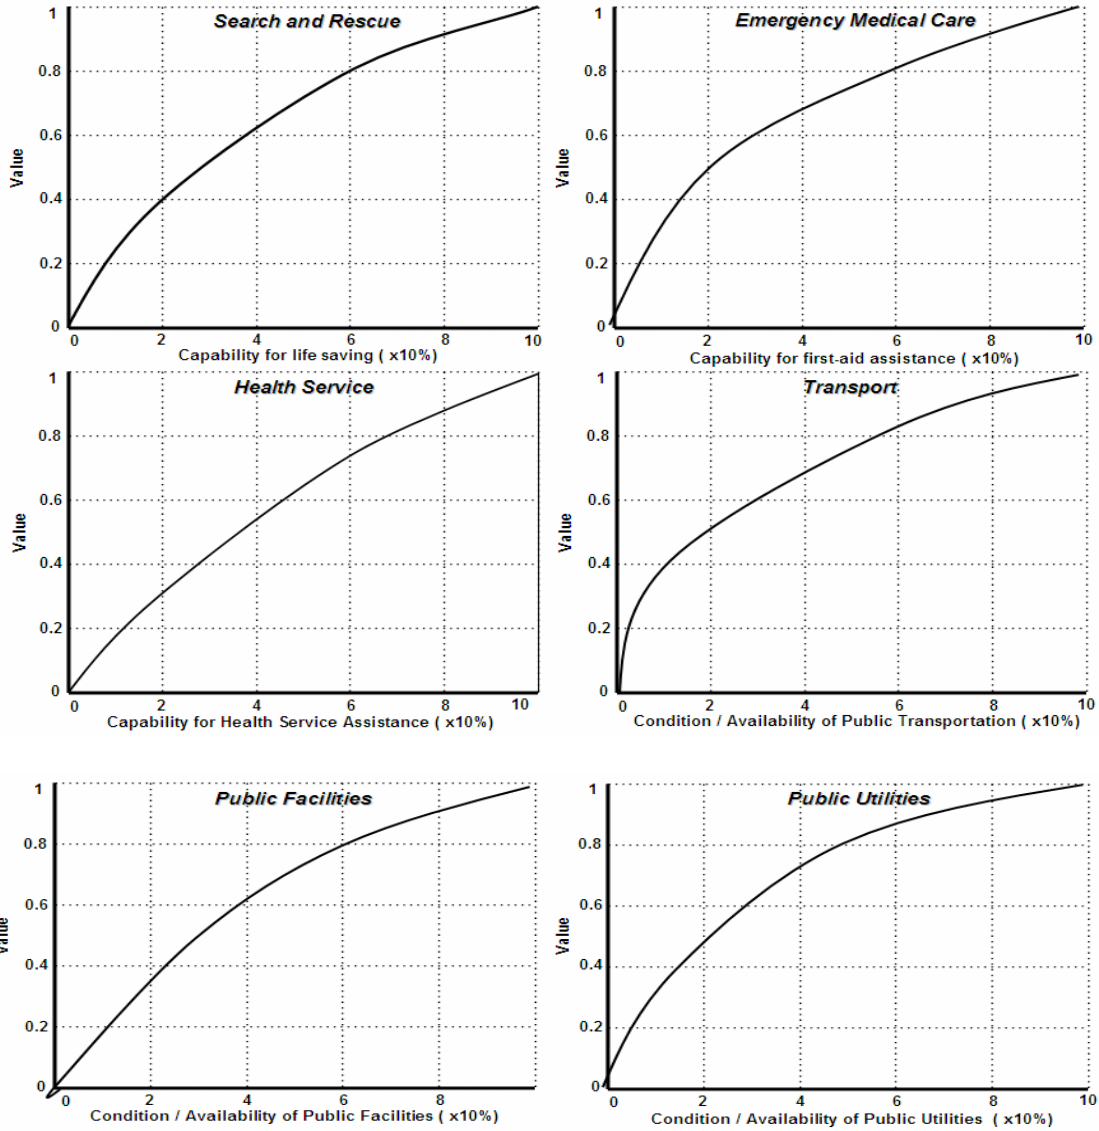 Search and Rescue
1
0.8
0.6
0.4
0.2
0
Value
0 2 4 6 8 10
Capability for life saving ( x10%)
Emergency Medical Care
1
0.8
0.6
0.4
0.2
0
Value
0 2 4 6 8 10
Capability for first-aid assistance ( x10%)
Health Service
1
0.8
0.6
0.4
0.2
0
Value
0 2 4 6 8 10
Capability for Health Service Assistance ( x10%)
Transport
1
0.8
0.6
0.4
0.2
0
Value
0 2 4 6 8 10
Condition / Availability of Public Transportation ( x10%)
Public Facilities
1
0.8
0.6
0.4
0.2
0
Value
0 2 4 6 8
Condition / Availability of Public Facilities ( x10%)
Public Utilities
1
0.8
0.6
0.4
0.2
0
Value
0 2 4 6 8 10
Condition / Availability of Public Utilities ( x10%)